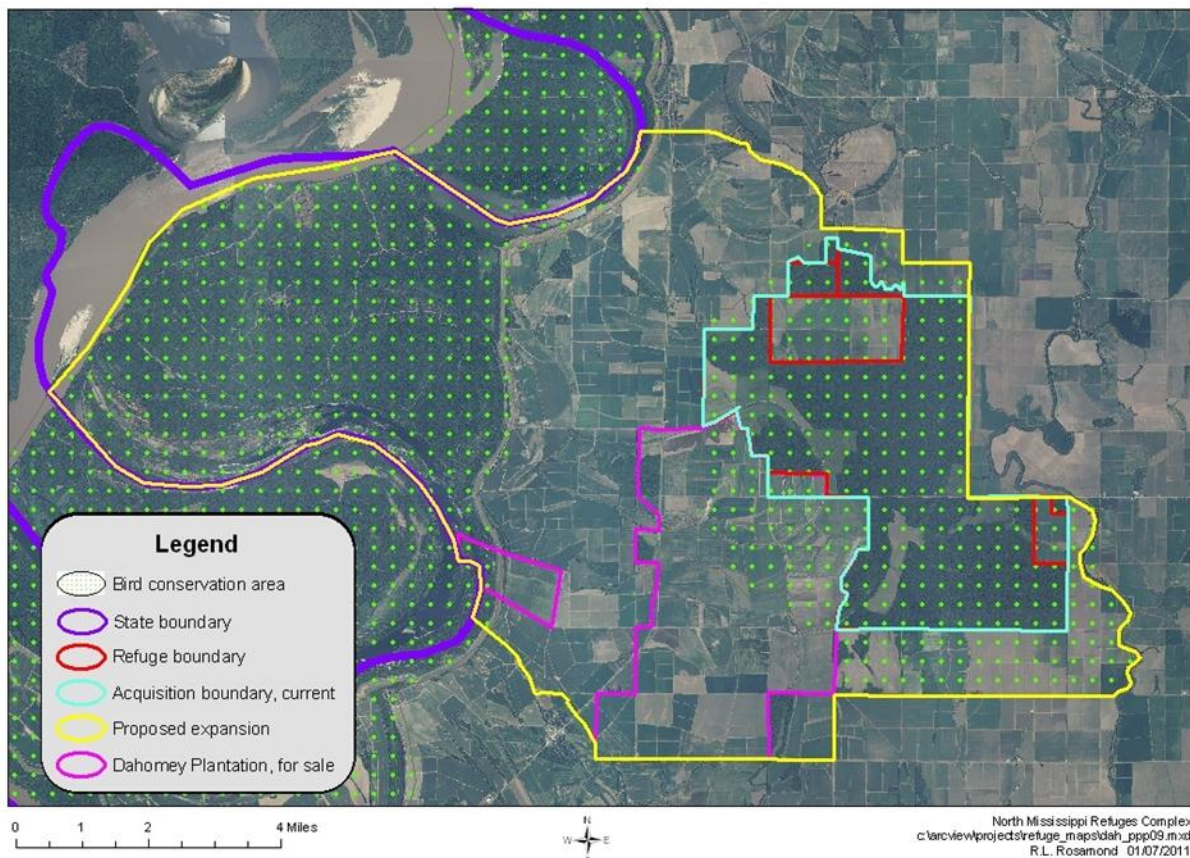 Legend
Bird conservation area
State boundary
Refuge boundary
Acquisition boundary, current
Proposed expansion
Dahomey Plantation, for sale
0 1 2 4 Miles
N
W E
S
North Mississippi Refuges Complex
c:\arcview\projects\refuge_maps\dah_ppp09.mxd
R.L. Rosamond 01/07/2011